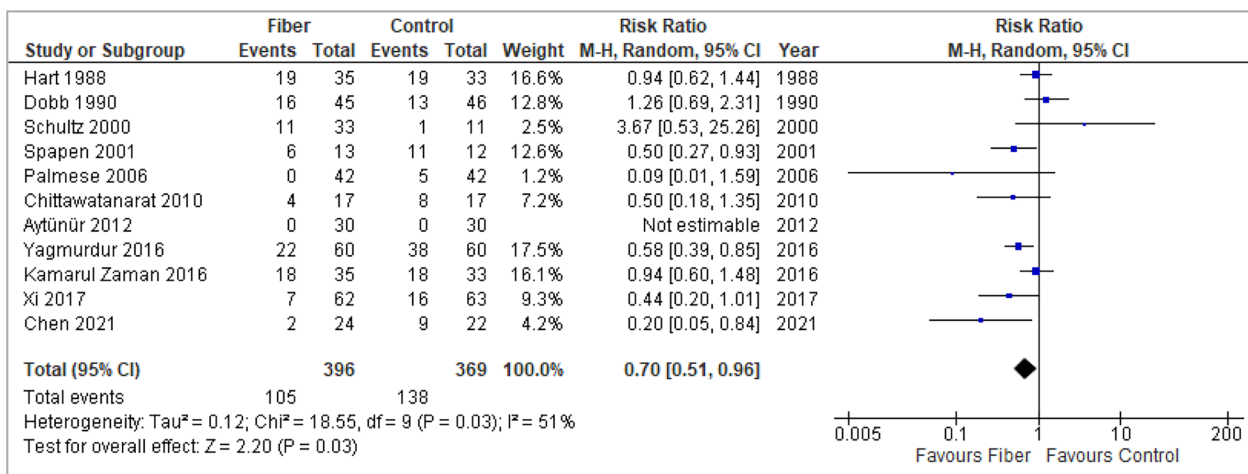 Fiber Control Risk Ratio Risk Ratio
Study or Subgroup Events Total Events Total Weight M-H, Random, 95% CI Year M-H, Random, 95% CI
Hart 1988 19 35 19 33 16.6% 0.94 [0.62, 1.44] 1988
Dobb 1990 16 45 13 46 12.8% 1.26 [0.69, 2.31] 1990
Schultz 2000 11 33 1 11 2.5% 3.67 [0.53, 25.26] 2000
Spapen 2001 6 13 11 12 12.6% 0.50 [0.27, 0.93] 2001
Palmese 2006 0 42 5 42 1.2% 0.09 [0.01, 1.59] 2006
Chittawatanarat 2010 4 17 8 17 7.2% 0.50 [0.18, 1.35] 2010
Aytünür 2012 0 30 0 30 Not estimable 2012
Yagmurdur 2016 22 60 38 60 17.5% 0.58 [0.39, 0.85] 2016
Kamarul Zaman 2016 18 35 18 33 16.1% 0.94 [0.60, 1.48] 2016
Xi 2017 7 62 16 63 9.3% 0.44 [0.20, 1.01] 2017
Chen 2021 2 24 9 22 4.2% 0.20 [0.05, 0.84] 2021
Total (95% CI) 396 369 100.0% 0.70 [0.51, 0.96]
Total events 105 138
Heterogeneity: Tau² = 0.12; Chi² = 18.55, df = 9 (P = 0.03); I² = 51%
Test for overall effect: Z = 2.20 (P = 0.03)
0.005 0.1 1 10 200
Favours Fiber Favours Control